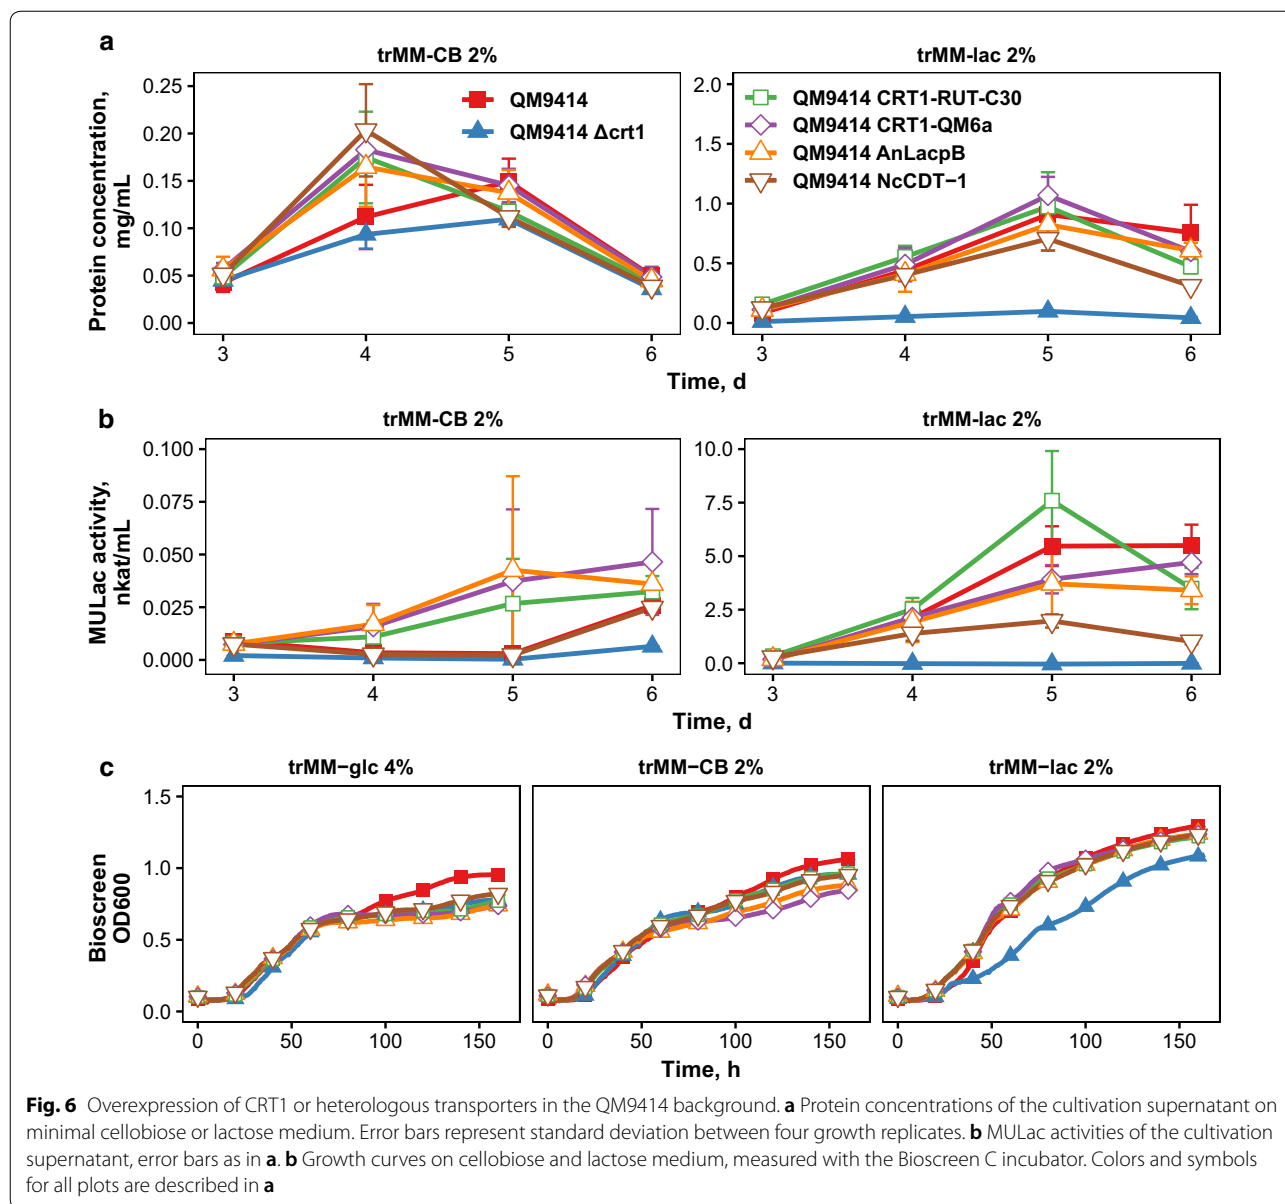 a
trMM-CB 2%
trMM-lac 2%
Protein concentration,
mg/mL
0.25
0.20
0.15
0.10
0.05
0.00
QM9414
QM9414 Δcrt1
3 4 5 6
2.0
1.5
1.0
0.5
0.0
QM9414 CRT1-RUT-C30
QM9414 CRT1-QM6a
QM9414 AnLacpB
QM9414 NcCDT−1
3 4 5 6
Time, d
b
trMM-CB 2%
trMM-lac 2%
MULac activity,
nkat/mL
0.100
0.075
0.050
0.025
0.000
3 4 5 6
10.0
7.5
5.0
2.5
0.0
3 4 5 6
Time, d
c
trMM−glc 4%
trMM−CB 2%
trMM−lac 2%
Bioscreen
OD600
1.5
1.0
0.5
0.0
0 50 100 150
0 50 100 150
0 50 100 150
Time, h
Fig. 6 Overexpression of CRT1 or heterologous transporters in the QM9414 background. a Protein concentrations of the cultivation supernatant on
minimal cellobiose or lactose medium. Error bars represent standard deviation between four growth replicates. b MULac activities of the cultivation
supernatant, error bars as in a. b Growth curves on cellobiose and lactose medium, measured with the Bioscreen C incubator. Colors and symbols
for all plots are described in a